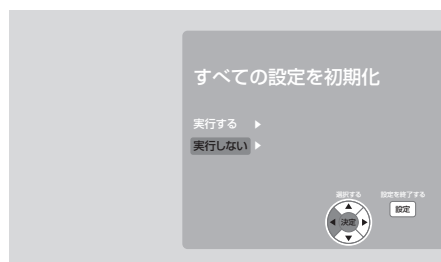 すべての設定を初期化
実行する
実行しない
選択する 設定を終了する
決定 設定